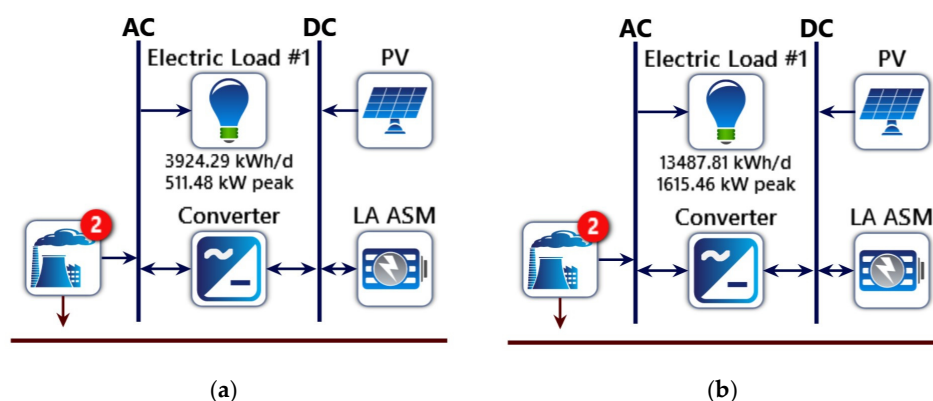 AC DC
Electric Load #1 PV
3924.29 kWh/d
511.48 kW peak
Converter LA ASM
2
(a)
AC DC
Electric Load #1 PV
13487.81 kWh/d
1615.46 kW peak
Converter LA ASM
2
(b)